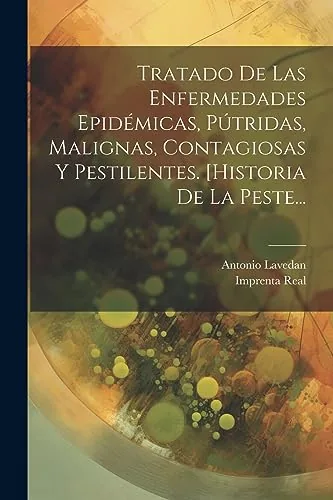 Tratado De Las
Enfermedades
Epidémicas, Pútridas,
Malignas, Contagiosas
Y Pestilentes. [Historia
De La Peste...
Antonio Lavedan
Imprenta Real